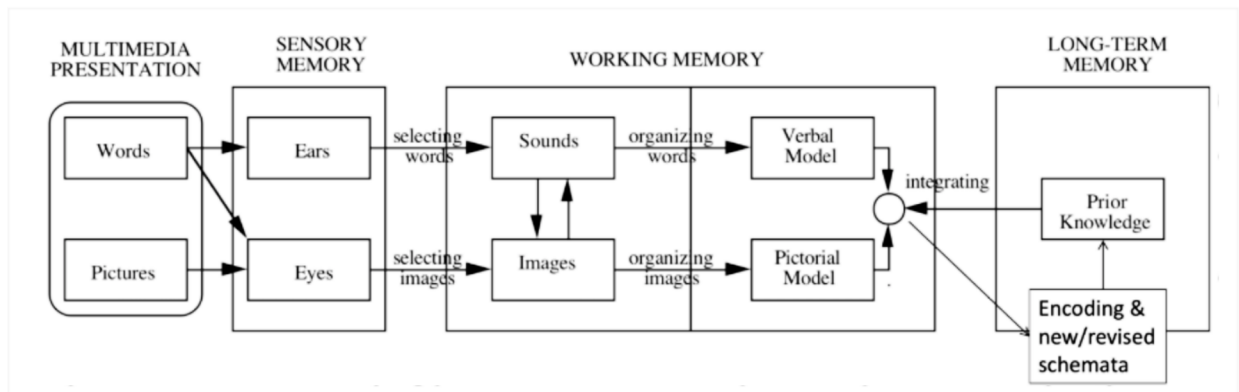 MULTIMEDIA
PRESENTATION
SENSORY
MEMORY
WORKING MEMORY
LONG-TERM
MEMORY
Words
Ears
selecting
words
Sounds
organizing
words
Verbal
Model
integrating
Prior
Knowledge
Pictures
Eyes
selecting
images
Images
organizing
images
Pictorial
Model
Encoding &
new/revised
schemata